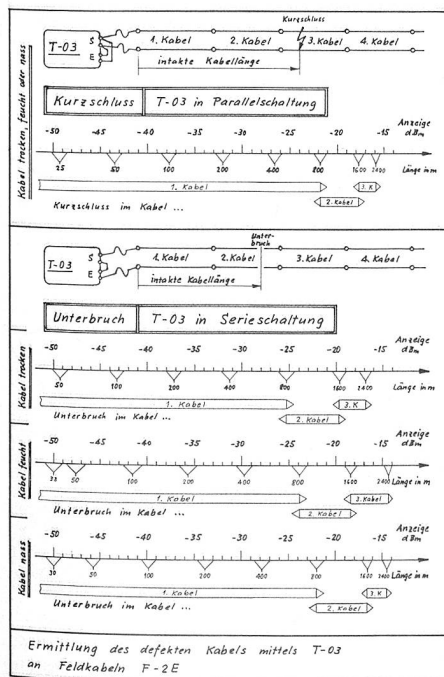 Kurzschluss
T-03
S
E
1. Kabel 2. Kabel 3. Kabel 4. Kabel
intakte Kabellänge
Kabel trocken, feucht oder nass
Kurzschluss T-03 in Parallelschaltung
Anzeige
dBm
-50 -45 -40 -35 -30 -25 -20 -15
25 50 100 200 400 800 1600 2400 Länge in m
1. Kabel 3. K
2. Kabel
Kurzschluss im Kabel ...
Unter-
bruch
T-03
S
E
1. Kabel 2. Kabel 3. Kabel 4. Kabel
intakte Kabellänge
Unterbruch T-03 in Serieschaltung
Kabel trocken
Anzeige
dBm
-50 -45 -40 -35 -30 -25 -20 -15
50 100 200 400 800 1600 2400 Länge in m
1. Kabel 3. K
2. Kabel
Unterbruch im Kabel ...
Kabel feucht
Anzeige
dBm
-50 -45 -40 -35 -30 -25 -20 -15
50 100 200 400 800 1600 2400 Länge in m
1. Kabel 3. Kabel
2. Kabel
Unterbruch im Kabel ...
Kabel nass
Anzeige
dBm
-50 -45 -40 -35 -30 -25 -20 -15
30 50 100 200 400 800 1600 2400 Länge in m
1. Kabel 3. K
2. Kabel
Unterbruch im Kabel ...
Ermittlung des defekten Kabels mittels T-03
an Feldkabeln F-2E